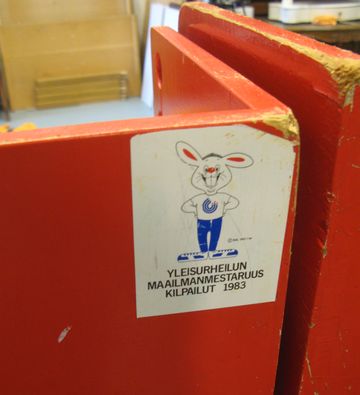 YLEISURHEILUN
MAAILMANMESTARUUS
KILPAILUT 1983